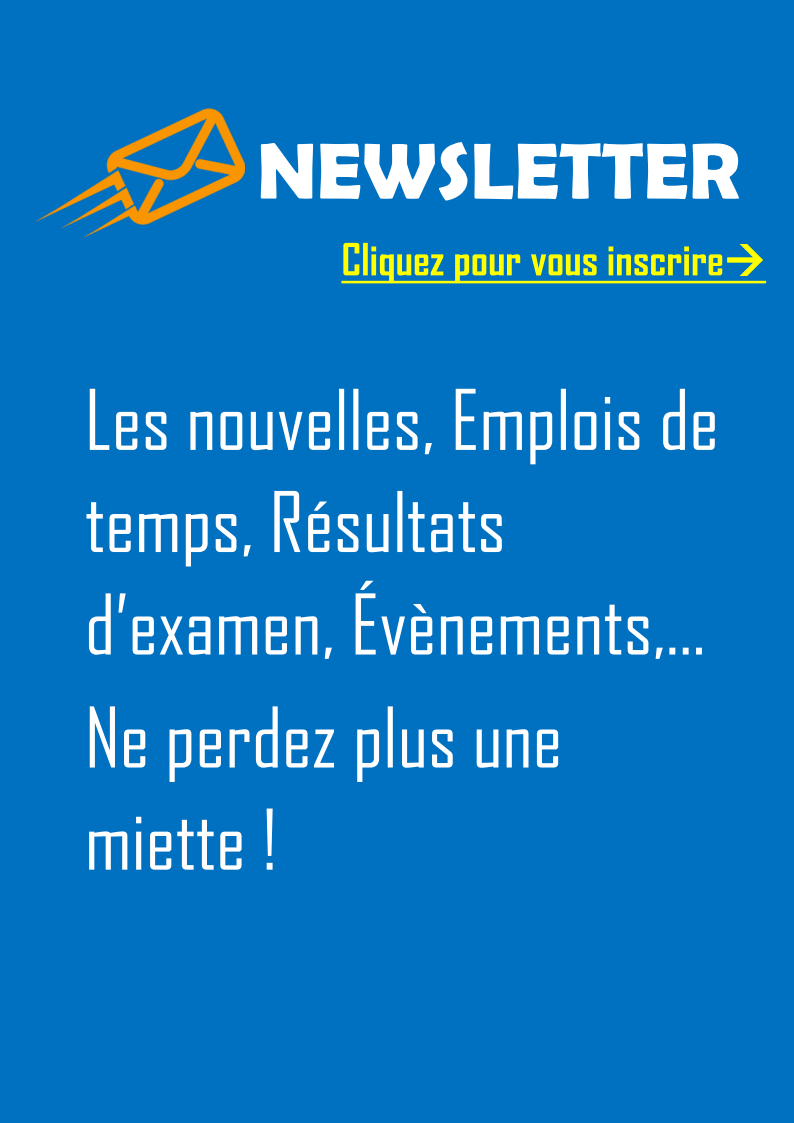 NEWSLETTER
Cliquez pour vous inscrire→
Les nouvelles, Emplois de
temps, Résultats
d’examen, Évènements,...
Ne perdez plus une
miette !